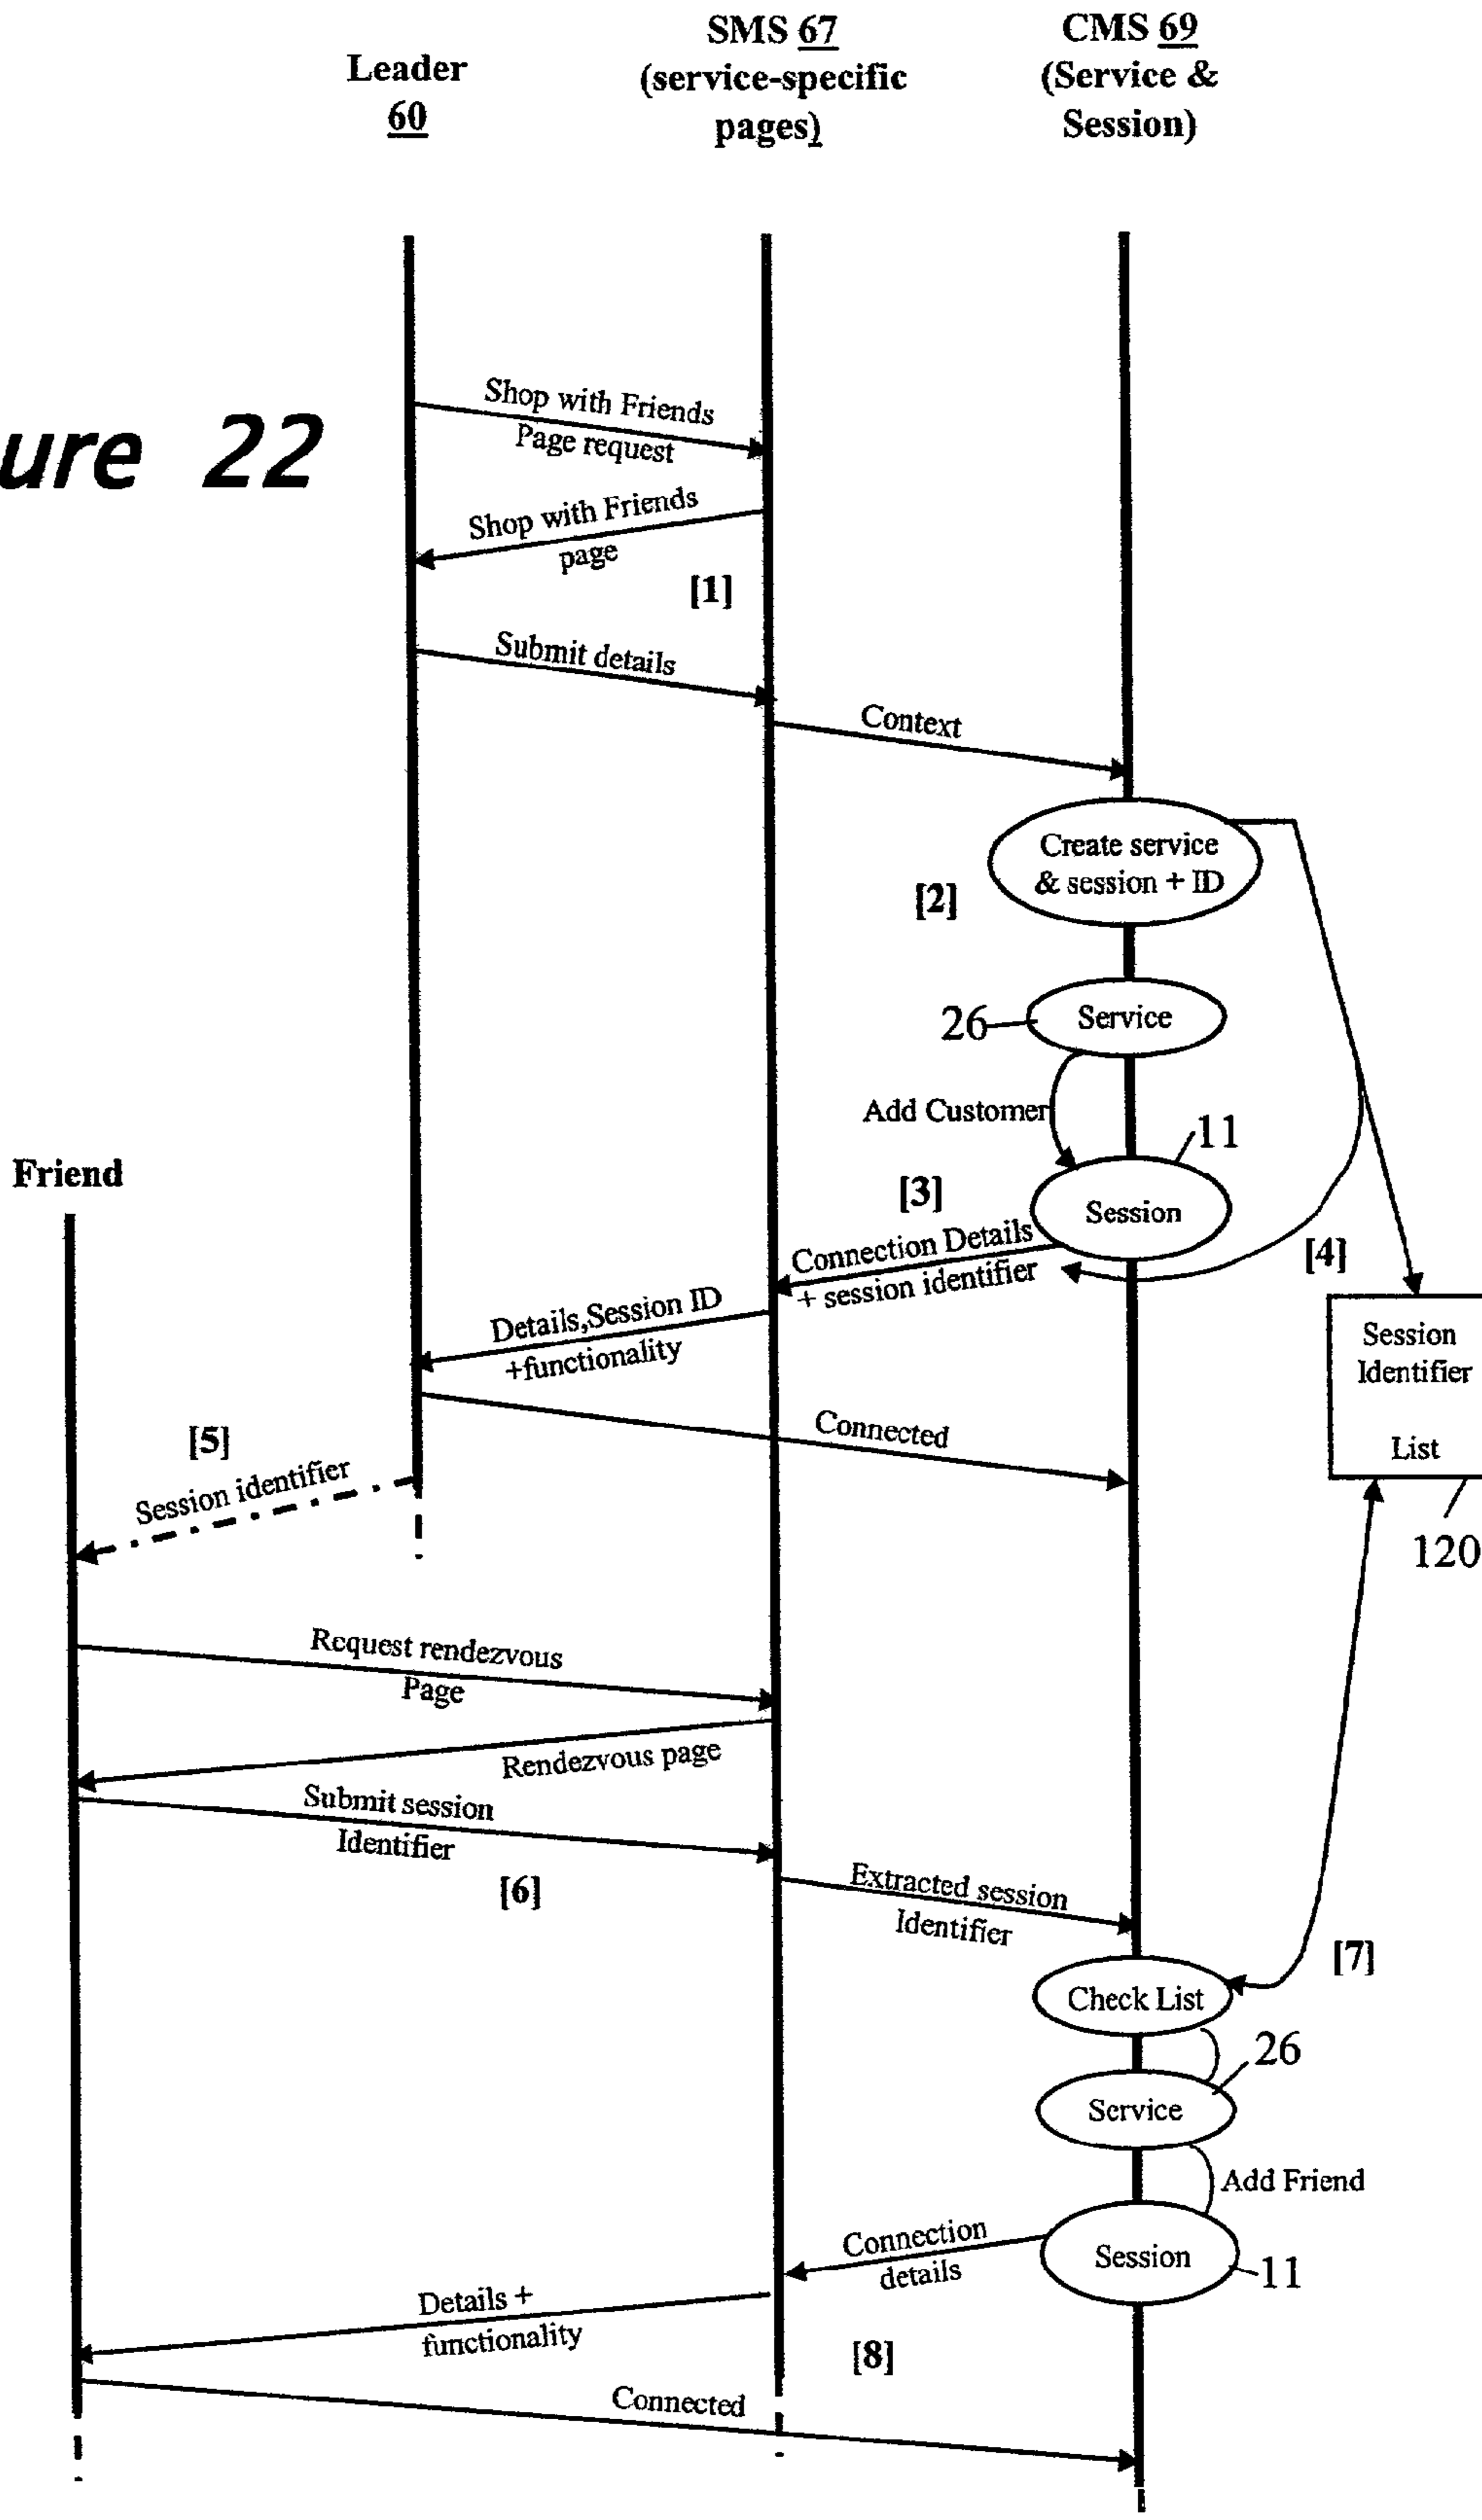 SMS 67
(service-specific
pages)
CMS 69
(Service &
Session)
Leader
60
ure 22
Shop with Friends
Page request
Shop with Friends
page
[1]
Submit details
Context
Create service
& session + ID
[2]
26
Service
Add Customer
11
Friend
[3]
Session
Connection Details
+ session identifier
[4]
Details,Session ID
+functionality
Session
Identifier
List
Connected
[5]
Session identifier
120
Request rendezvous
Page
Rendezvous page
Submit session
Identifier
[6]
Extracted session
Identifier
[7]
Check List
26
Service
Add Friend
Connection
details
Session
11
Details +
functionality
[8]
Connected